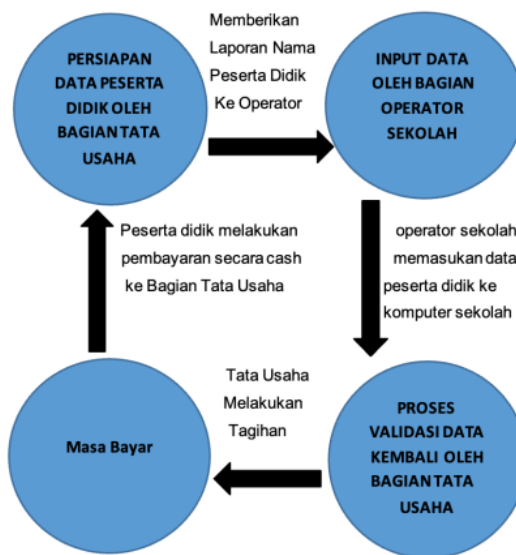 PERSIAPAN
DATA PESERTA
DIDIK OLEH
BAGIAN TATA
USAHA
Memberikan
Laporan Nama
Peserta Didik
Ke Operator
INPUT DATA
OLEH BAGIAN
OPERATOR
SEKOLAH
operator sekolah
memasukan data
peserta didik ke
komputer sekolah
PROSES
VALIDASI DATA
KEMBALI OLEH
BAGIAN TATA
USAHA
Tata Usaha
Melakukan
Tagihan
Masa Bayar
Peserta didik melakukan
pembayaran secara cash
ke Bagian Tata Usaha